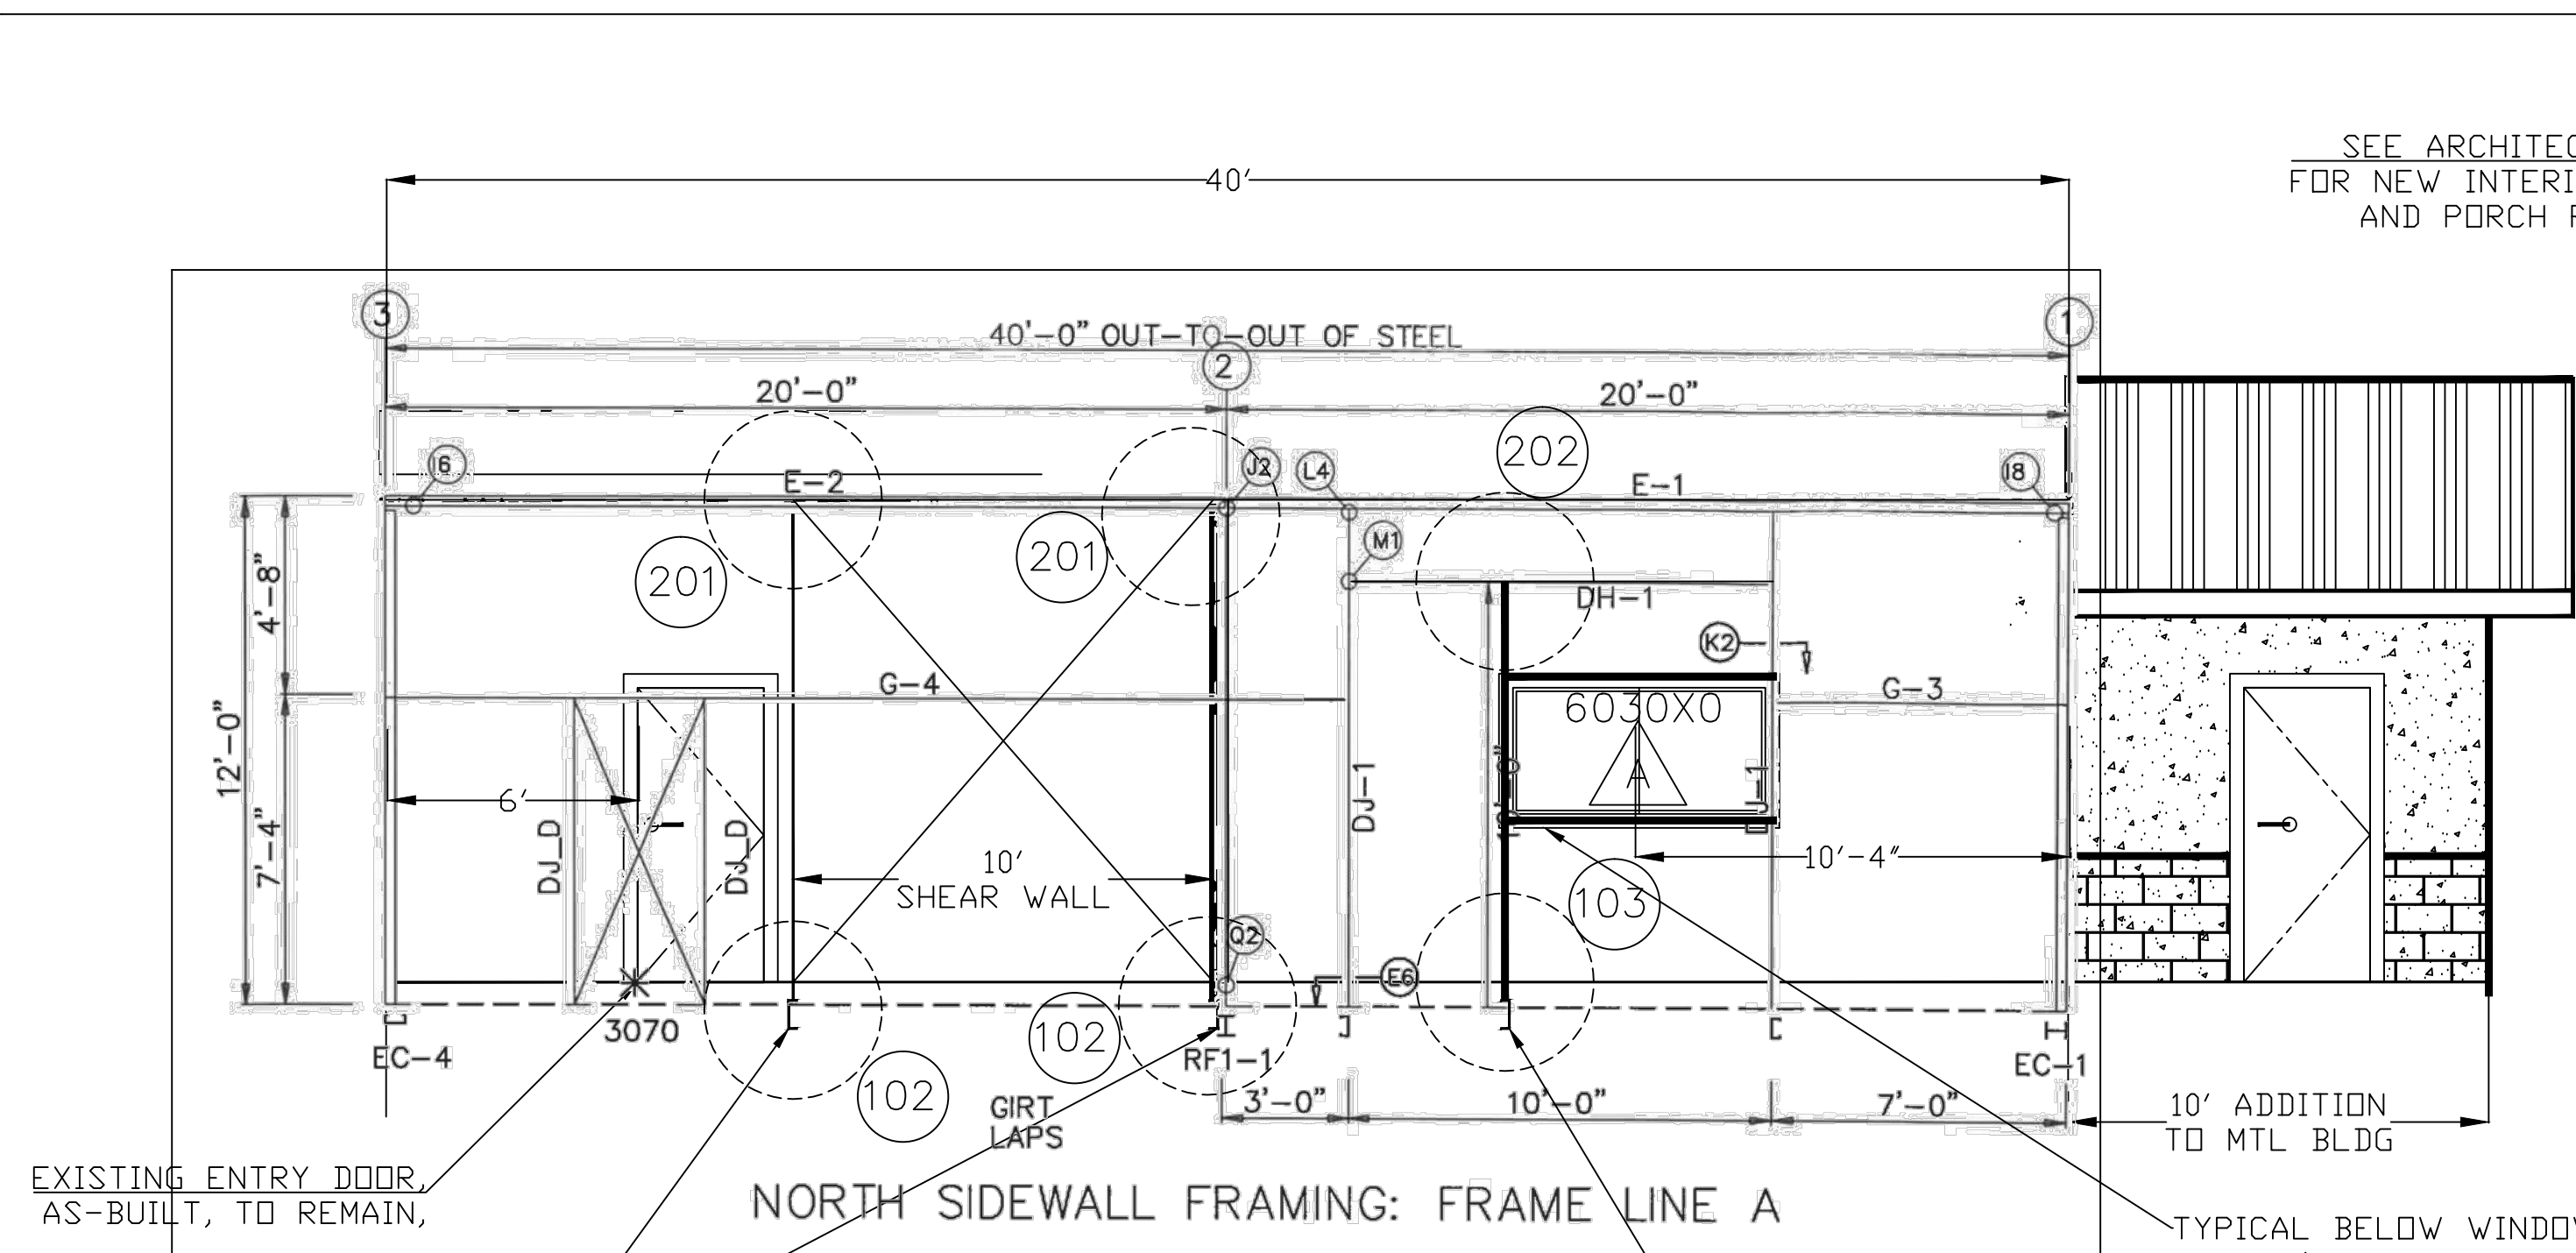 SEE ARCHITEC
FOR NEW INTERI
AND PORCH
40'
3
1
40'-0" OUT-TO-OUT OF STEEL
2
20'-0"
20'-0"
202
I6
E-2
J2
L4
E-1
I8
201
201
M1
4'-8"
DH-1
K2
G-4
G-3
6030X0
12'-0"
A
6'
7'-4"
DJ_D
DJ_D
DJ-1
10'
SHEAR WALL
10'-4"
103
Q2
E6
3070
102
EC-4
RF1-1
EC-1
102
GIRT
LAPS
3'-0"
10'-0"
7'-0"
10' ADDITION
TO MTL BLDG
EXISTING ENTRY DOOR,
AS-BUILT, TO REMAIN,
NORTH SIDEWALL FRAMING: FRAME LINE A
TYPICAL BELOW WINDOW